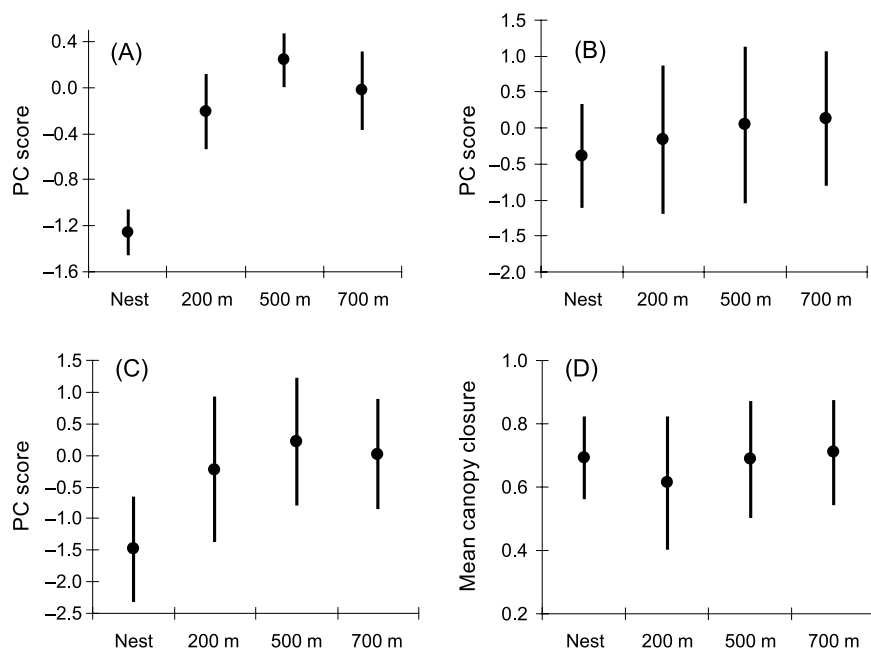 (A)
PC score
0.4
0.0
–0.4
–0.8
–1.2
–1.6
Nest 200 m 500 m 700 m
(B)
PC score
1.5
1.0
0.5
0.0
–0.5
–1.0
–1.5
–2.0
Nest 200 m 500 m 700 m
(C)
PC score
1.5
1.0
0.5
0.0
–0.5
–1.0
–1.5
–2.0
–2.5
Nest 200 m 500 m 700 m
(D)
Mean canopy closure
1.0
0.8
0.6
0.4
0.2
Nest 200 m 500 m 700 m